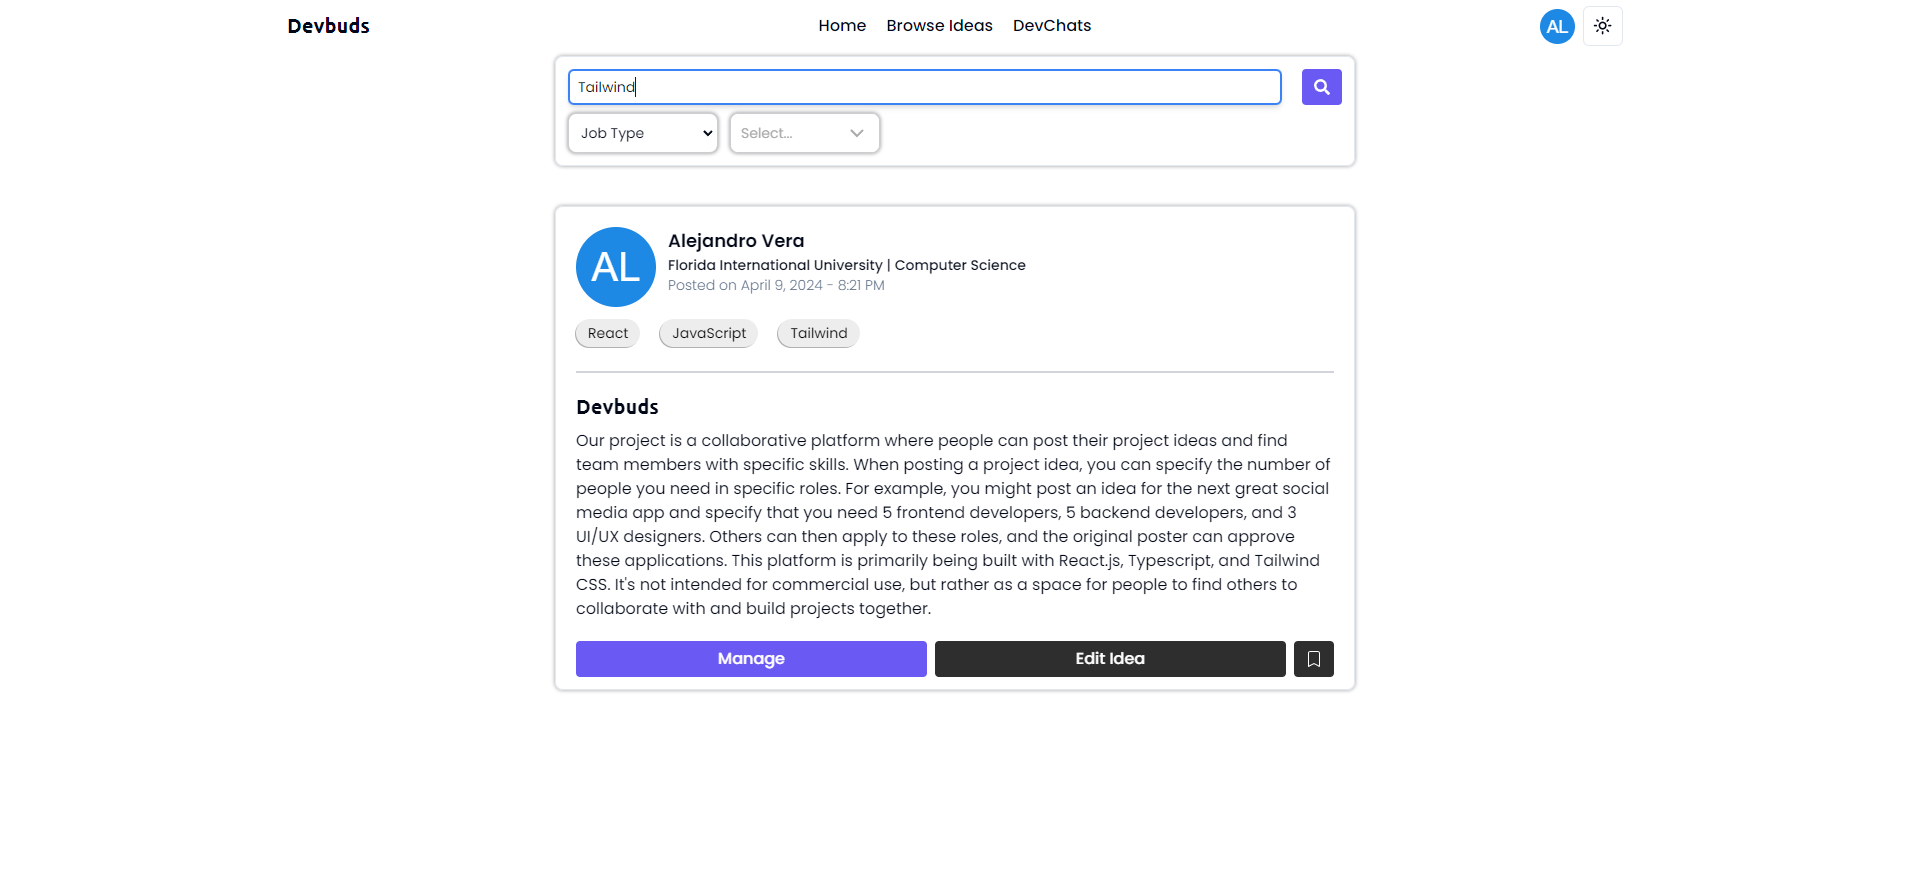 Devbuds
Home Browse Ideas DevChats
AL
Tailwind
Job Type Select...
AL
Alejandro Vera
Florida International University | Computer Science
Posted on April 9, 2024 - 8:21 PM
React JavaScript Tailwind
Devbuds
Our project is a collaborative platform where people can post their project ideas and find
team members with specific skills. When posting a project idea, you can specify the number of
people you need in specific roles. For example, you might post an idea for the next great social
media app and specify that you need 5 frontend developers, 5 backend developers, and 3
UI/UX designers. Others can then apply to these roles, and the original poster can approve
these applications. This platform is primarily being built with React.js, Typescript, and Tailwind
CSS. It's not intended for commercial use, but rather as a space for people to find others to
collaborate with and build projects together.
Manage Edit Idea